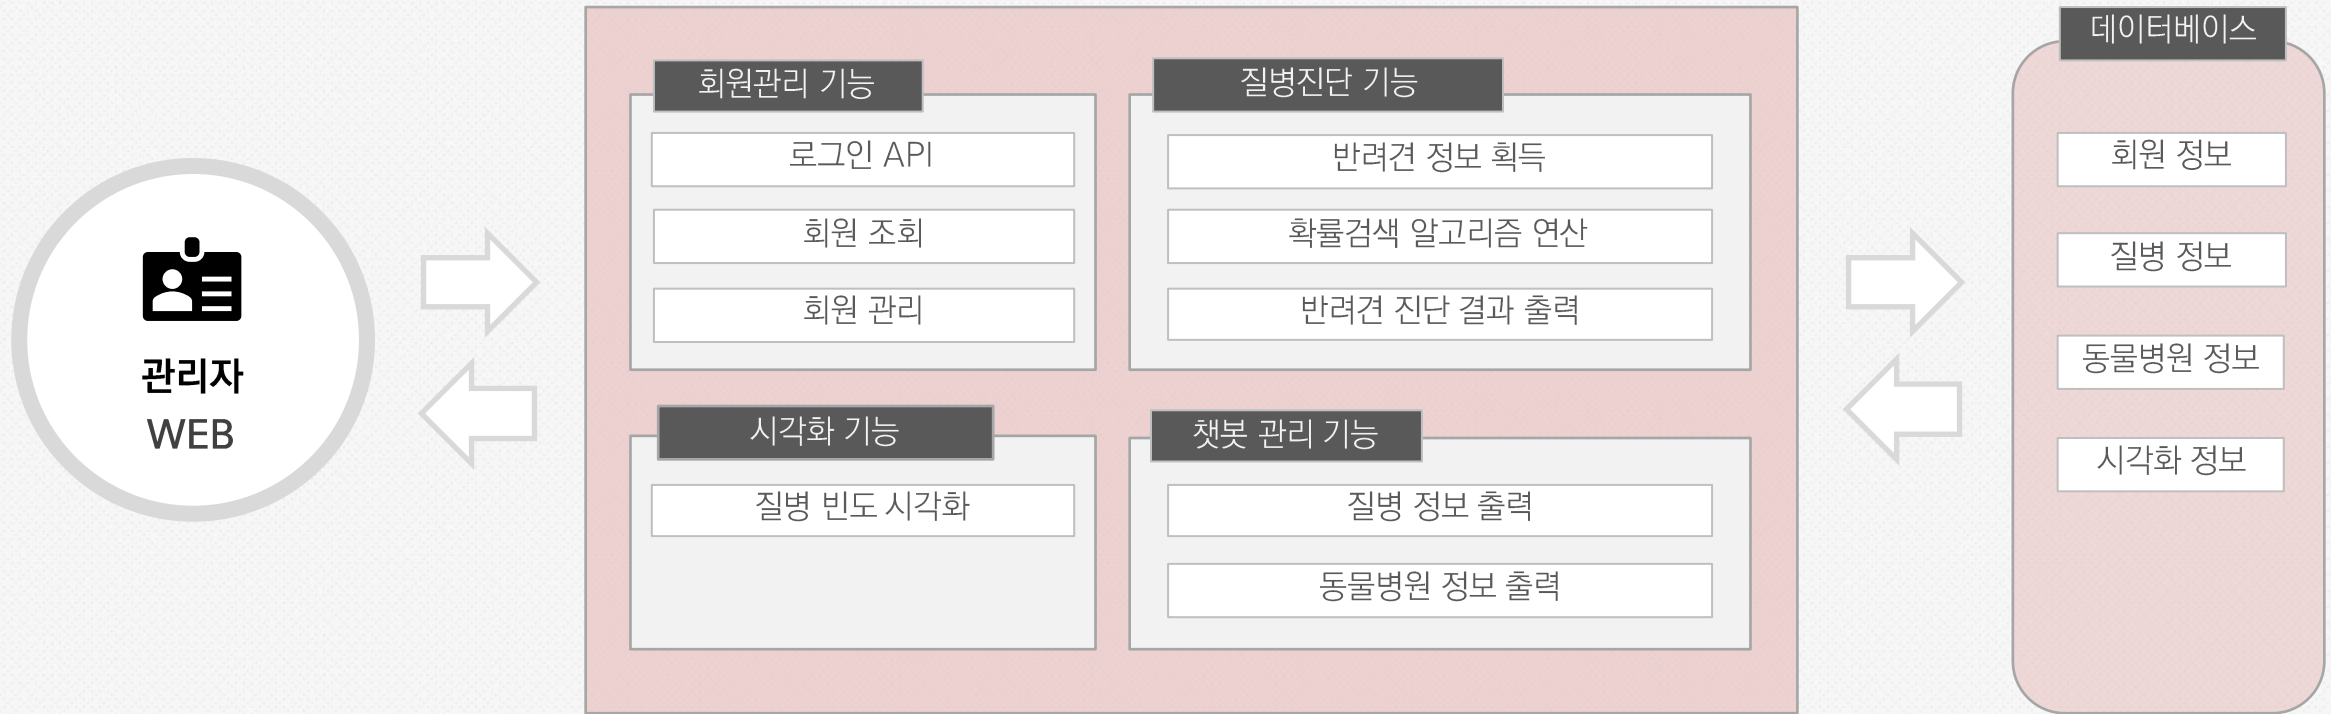 관리자
WEB
회원관리 기능
로그인 API
회원 조회
회원 관리
질병진단 기능
반려견 정보 획득
확률검색 알고리즘 연산
반려견 진단 결과 출력
시각화 기능
질병 빈도 시각화
챗봇 관리 기능
질병 정보 출력
동물병원 정보 출력
데이터베이스
회원 정보
질병 정보
동물병원 정보
시각화 정보